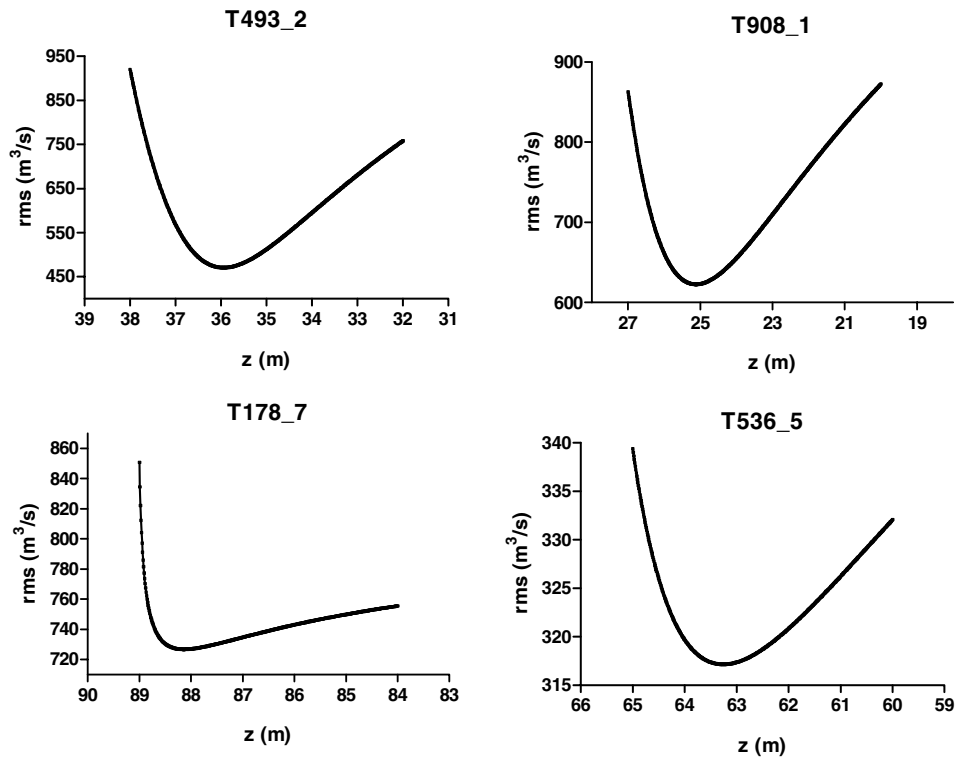 T493_2
950
850
750
650
550
450
rms (m³/s)
39 38 37 36 35 34 33 32 31
z (m)
T908_1
900
800
700
600
rms (m³/s)
27 25 23 21 19
z (m)
T178_7
860
840
820
800
780
760
740
720
rms (m³/s)
90 89 88 87 86 85 84 83
z (m)
T536_5
340
335
330
325
320
315
rms (m³/s)
66 65 64 63 62 61 60 59
z (m)